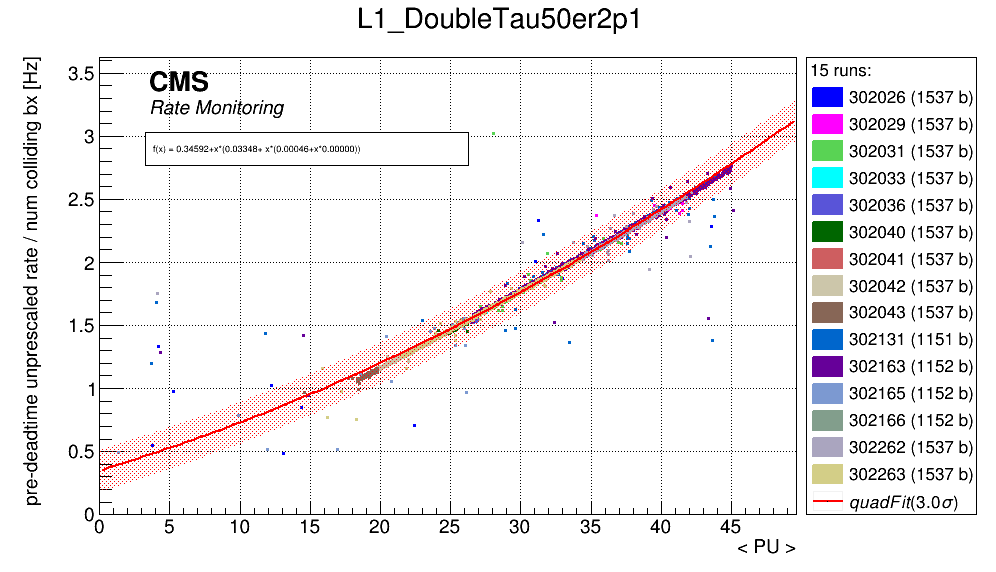 L1_DoubleTau50er2p1
pre-deadtime unprescaled rate / num colliding bx [Hz]
3.5
3
2.5
2
1.5
1
0.5
0
CMS
Rate Monitoring
f(x) = 0.34592+x*(0.03348+ x*(0.00046+x*0.00000))
0 5 10 15 20 25 30 35 40 45
< PU >
15 runs:
302026 (1537 b)
302029 (1537 b)
302031 (1537 b)
302033 (1537 b)
302036 (1537 b)
302040 (1537 b)
302041 (1537 b)
302042 (1537 b)
302043 (1537 b)
302131 (1151 b)
302163 (1152 b)
302165 (1152 b)
302166 (1152 b)
302262 (1537 b)
302263 (1537 b)
quadFit(3.0σ)